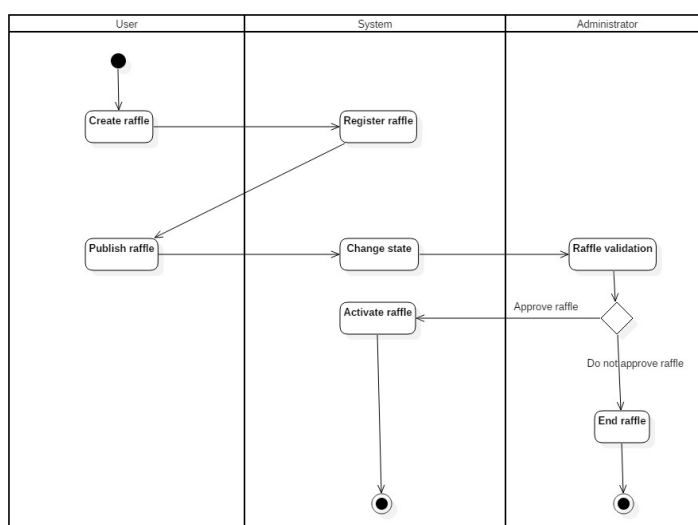 User
System
Administrator
Create raffle
Register raffle
Publish raffle
Change state
Raffle validation
Activate raffle
Approve raffle
Do not approve raffle
End raffle